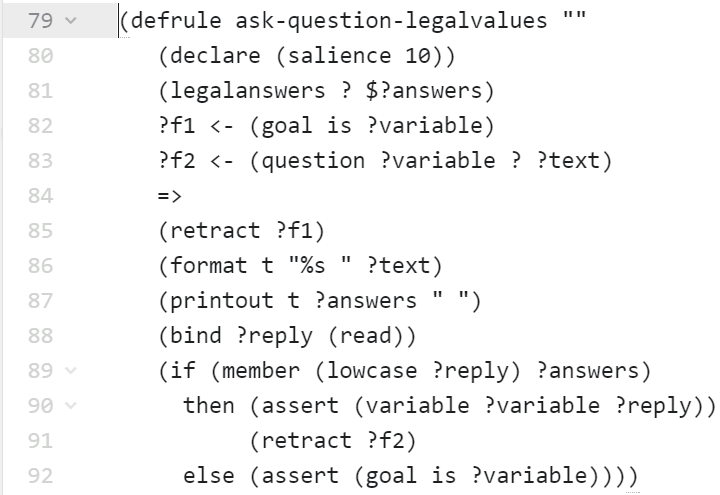 79 (defrule ask-question-legalvalues ""
80 (declare (salience 10))
81 (legalanswers ? $?answers)
82 ?f1 <- (goal is ?variable)
83 ?f2 <- (question ?variable ? ?text)
84 =>
85 (retract ?f1)
86 (format t "%s " ?text)
87 (printout t ?answers " ")
88 (bind ?reply (read))
89 (if (member (lowcase ?reply) ?answers)
90 then (assert (variable ?variable ?reply))
91 (retract ?f2)
92 else (assert (goal is ?variable))))